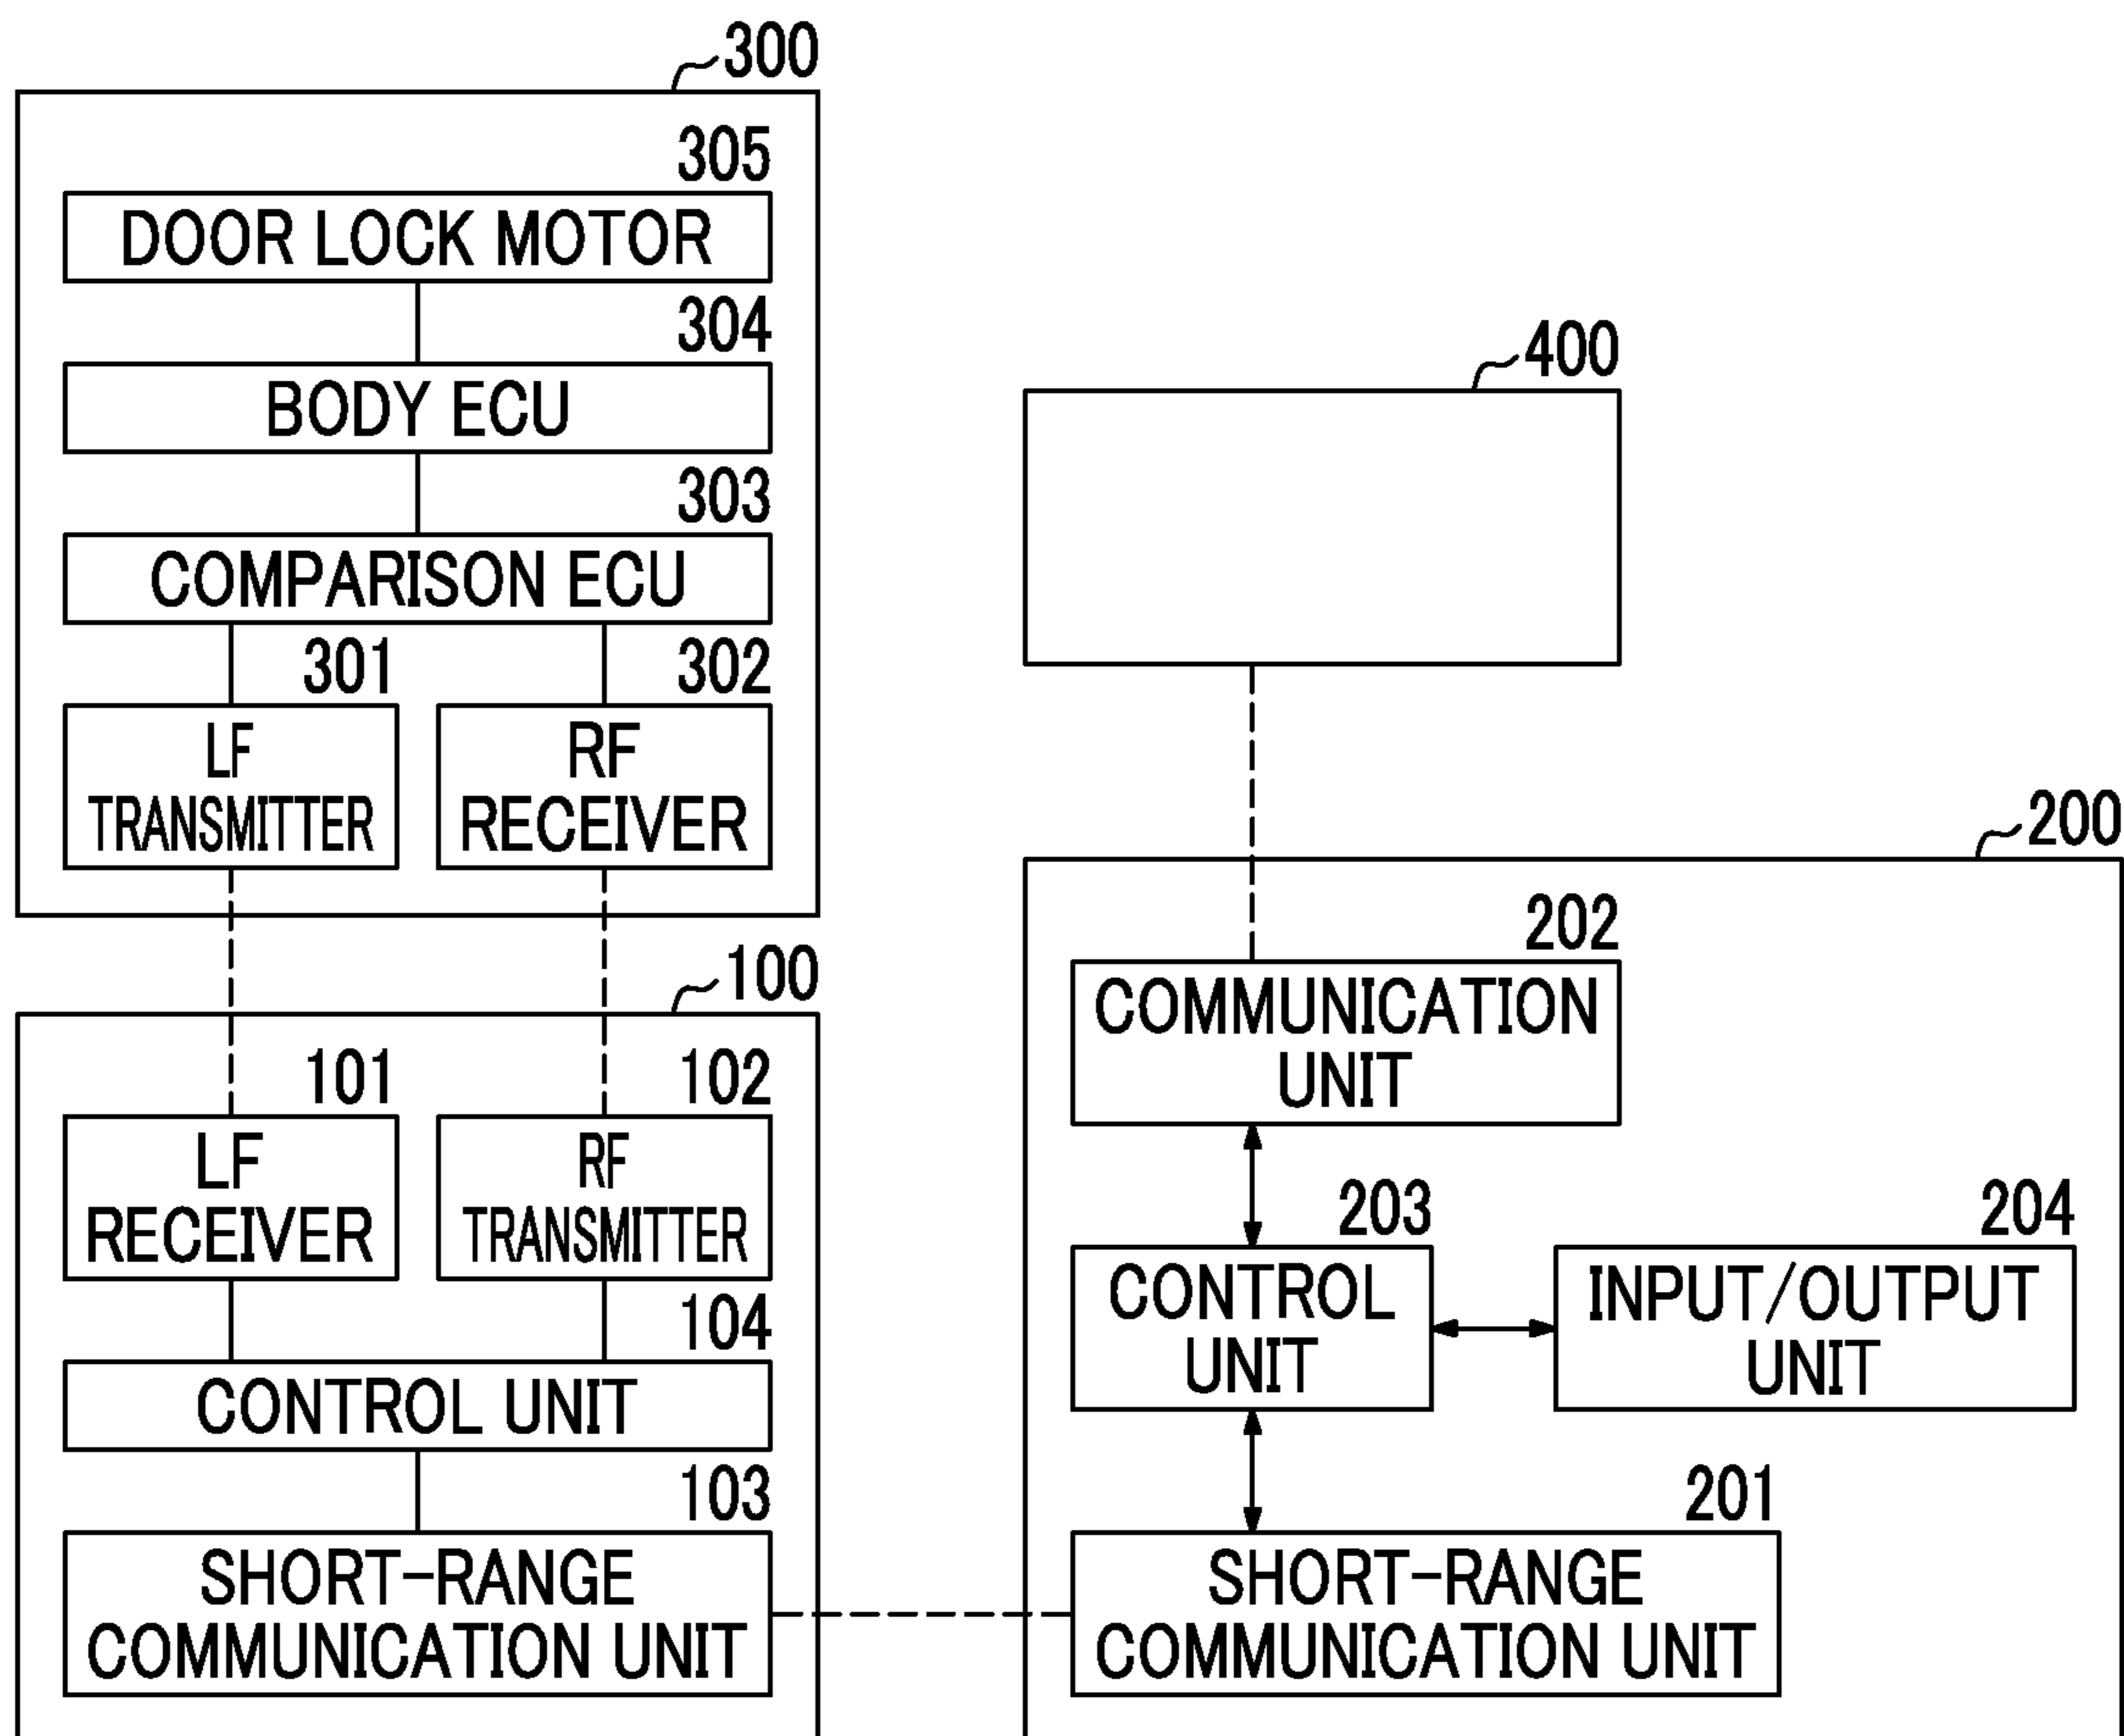 300
305
DOOR LOCK MOTOR
304
BODY ECU
303
COMPARISON ECU
301
302
LF
TRANSMITTER
RF
RECEIVER
100
101
102
LF
RECEIVER
RF
TRANSMITTER
104
CONTROL UNIT
103
SHORT-RANGE
COMMUNICATION UNIT
400
200
202
COMMUNICATION
UNIT
203
CONTROL
UNIT
204
INPUT/OUTPUT
UNIT
201
SHORT-RANGE
COMMUNICATION UNIT